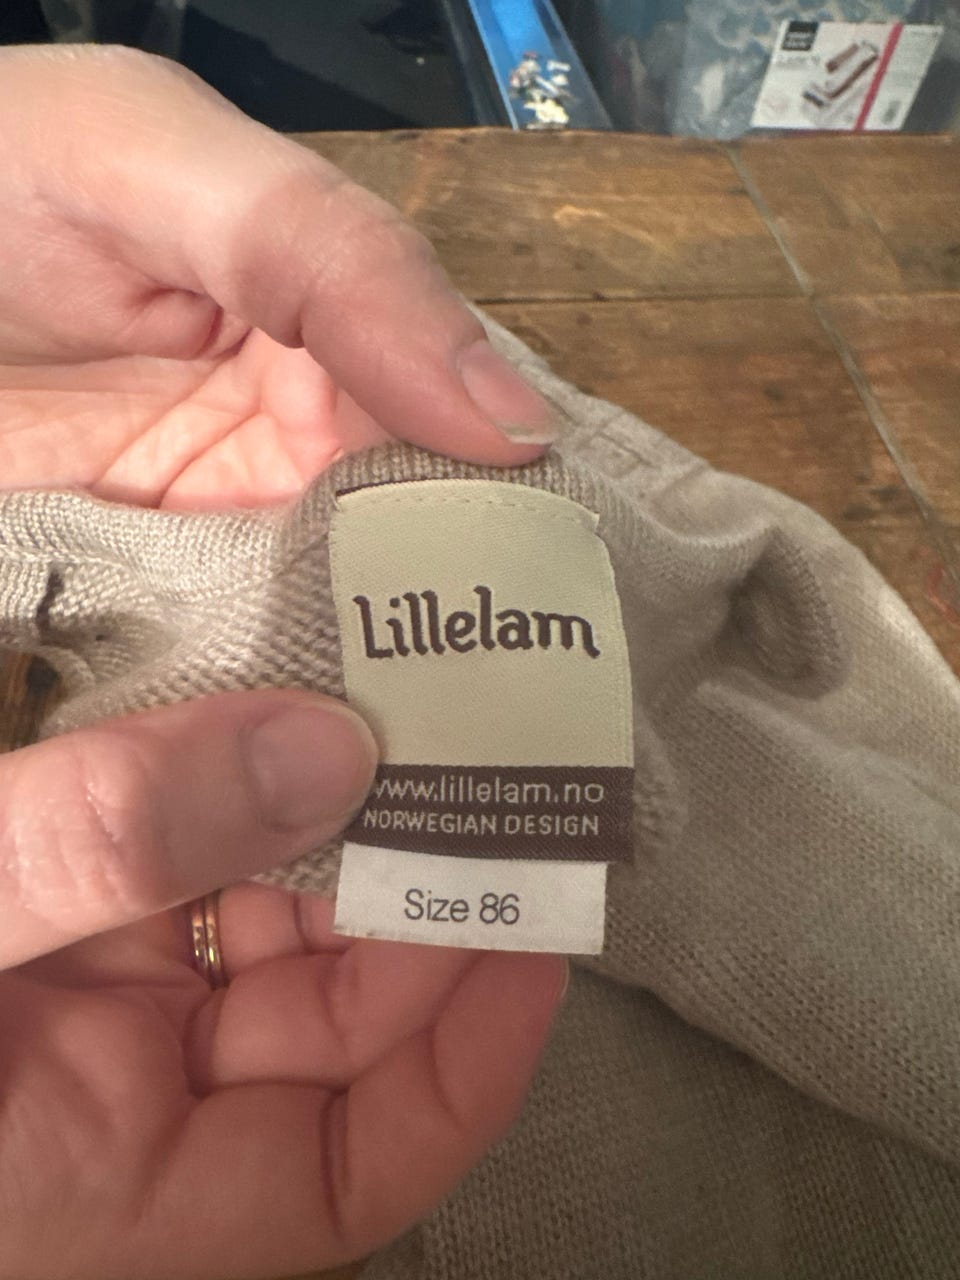 Lillelam
www.lillelam.no
NORWEGIAN DESIGN
Size 86